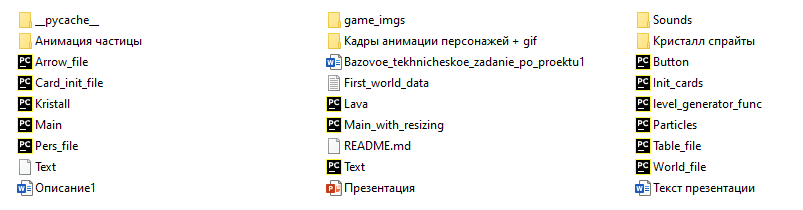 __pycache__ game_imgs Sounds
Анимация частицы Кадры анимации персонажей + gif Кристалл спрайты
Arrow_file Bazovoe_tekhnicheskoe_zadanie_po_proektu1 Button
Card_init_file First_world_data Init_cards
Kristall Lava level_generator_func
Main Main_with_resizing Particles
Pers_file README.md Table_file
Text Text World_file
Описание1 Презентация Текст презентации